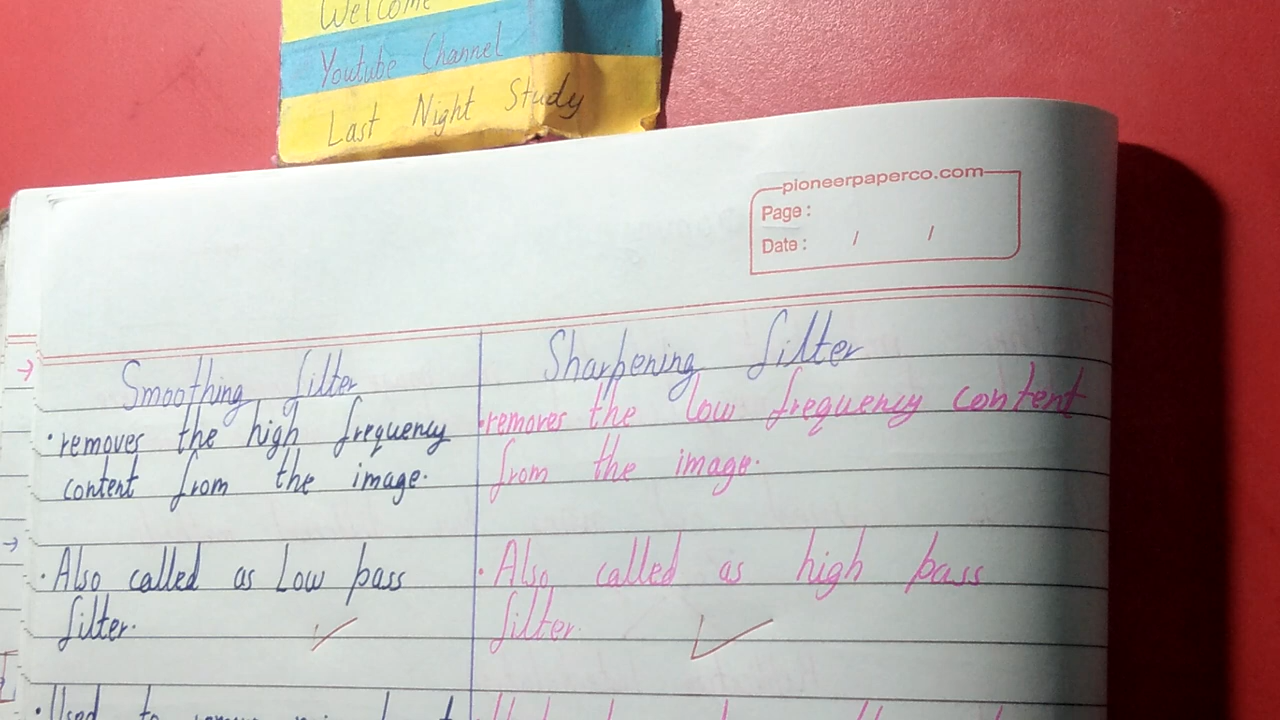 Welcome
Youtube Channel
Last Night Study
pioneerpaperco.com
Page :
Date : / /
Smoothing filter
• removes the high frequency
content from the image.
• Also called as Low pass
filter.
Sharpening filter
• removes the low frequency content
from the image.
• Also called as high pass
filter.
• Used to